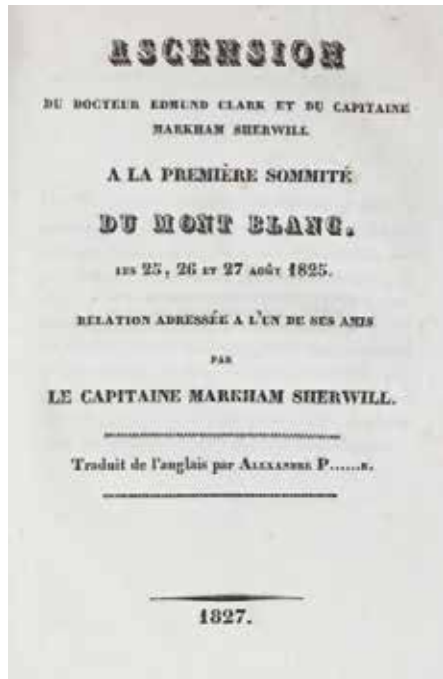 ASCENSION
DU DOCTEUR EDMUND CLARK ET DU CAPITAINE
MARKHAM SHERWILL
A LA PREMIÈRE SOMMITÉ
DU MONT BLANC.
LES 25, 26 ET 27 AOÛT 1825.
RELATION ADRESSÉE A L'UN DE SES AMIS
PAR
LE CAPITAINE MARKHAM SHERWILL.
Traduit de l'anglais par ALEXANDRE P......R.
1827.